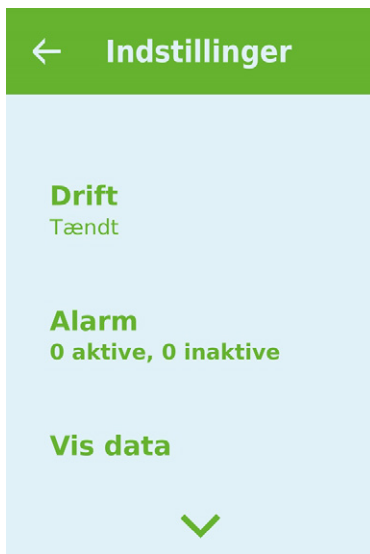 Indstillinger
Drift
Tændt
Alarm
0 aktive, 0 inaktive
Vis data